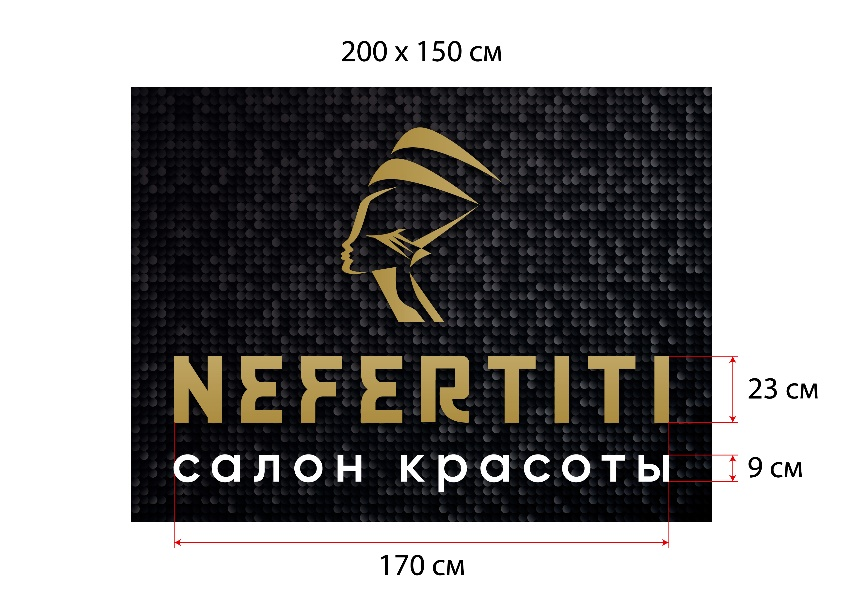 200 x 150 см
NEFERTITI
23 см
салон красоты
9 см
170 см